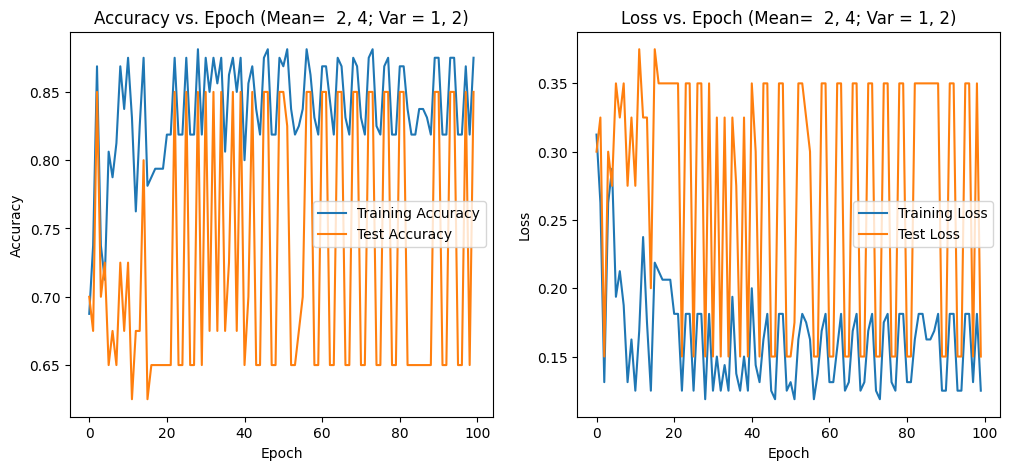 Accuracy vs. Epoch (Mean=  2, 4; Var = 1, 2)
Accuracy
0.85
0.80
0.75
0.70
0.65
Training Accuracy
Test Accuracy
0 20 40 60 80 100
Epoch
Loss vs. Epoch (Mean=  2, 4; Var = 1, 2)
Loss
0.35
0.30
0.25
0.20
0.15
Training Loss
Test Loss
0 20 40 60 80 100
Epoch